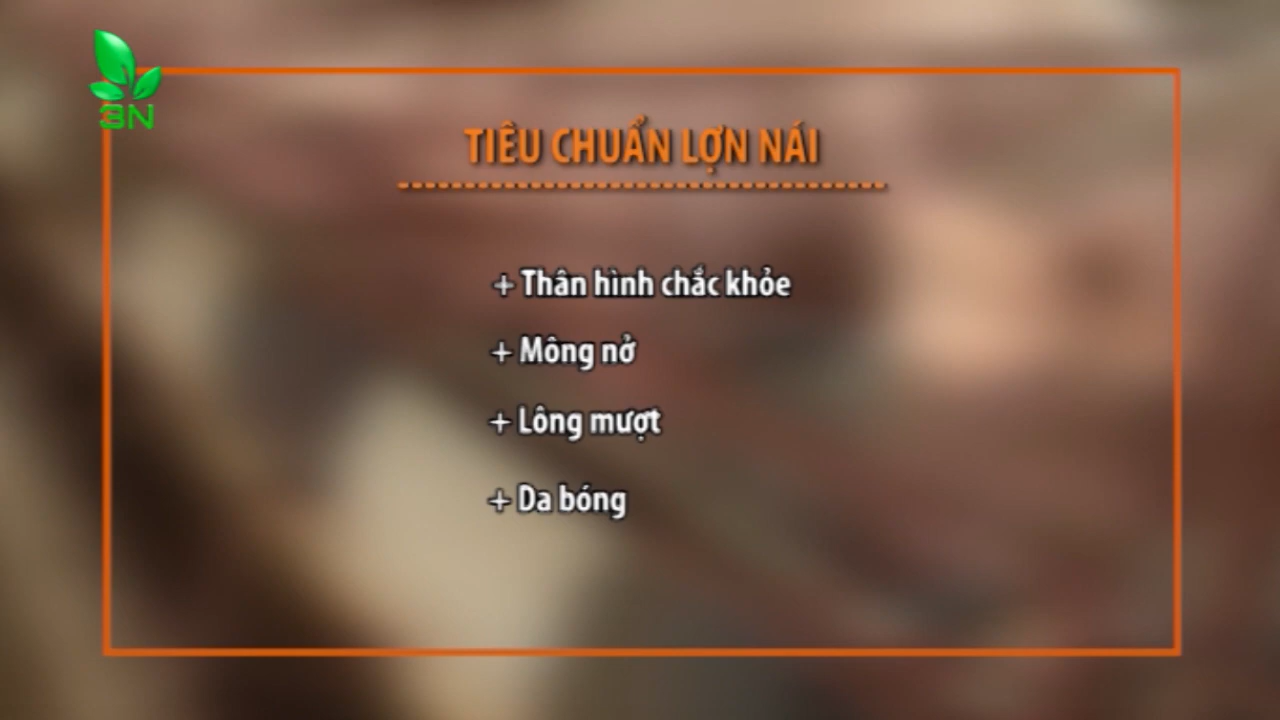 3N
TIÊU CHUẨN LỢN NÁI
+ Thân hình chắc khỏe
+ Mông nở
+ Lông mượt
+ Da bóng